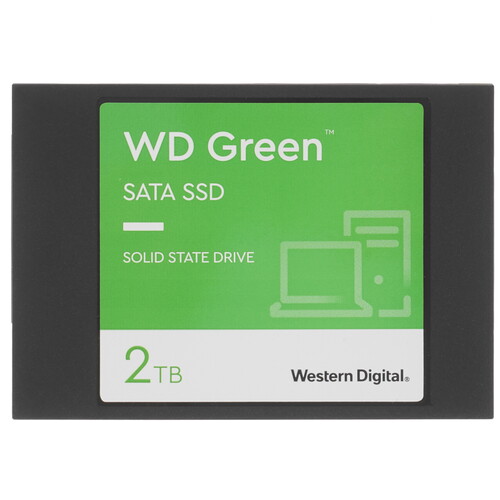 WD Green™
SATA SSD
SOLID STATE DRIVE
2TB
Western Digital®